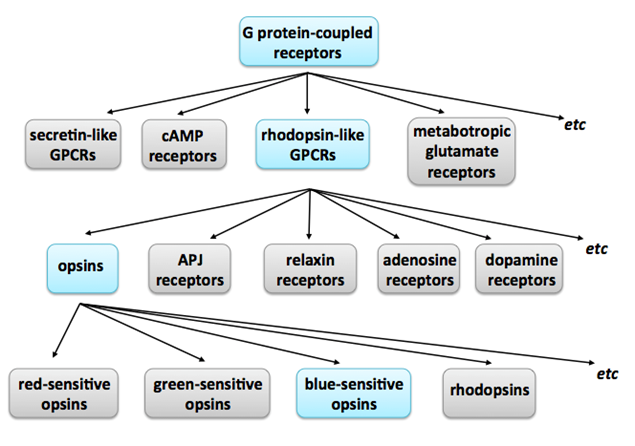 G protein-coupled
receptors
secretin-like
GPCRs
cAMP
receptors
rhodopsin-like
GPCRs
metabotropic
glutamate
receptors
etc
opsins
APJ
receptors
relaxin
receptors
adenosine
receptors
dopamine
receptors
etc
red-sensitive
opsins
green-sensitive
opsins
blue-sensitive
opsins
rhodopsins
etc